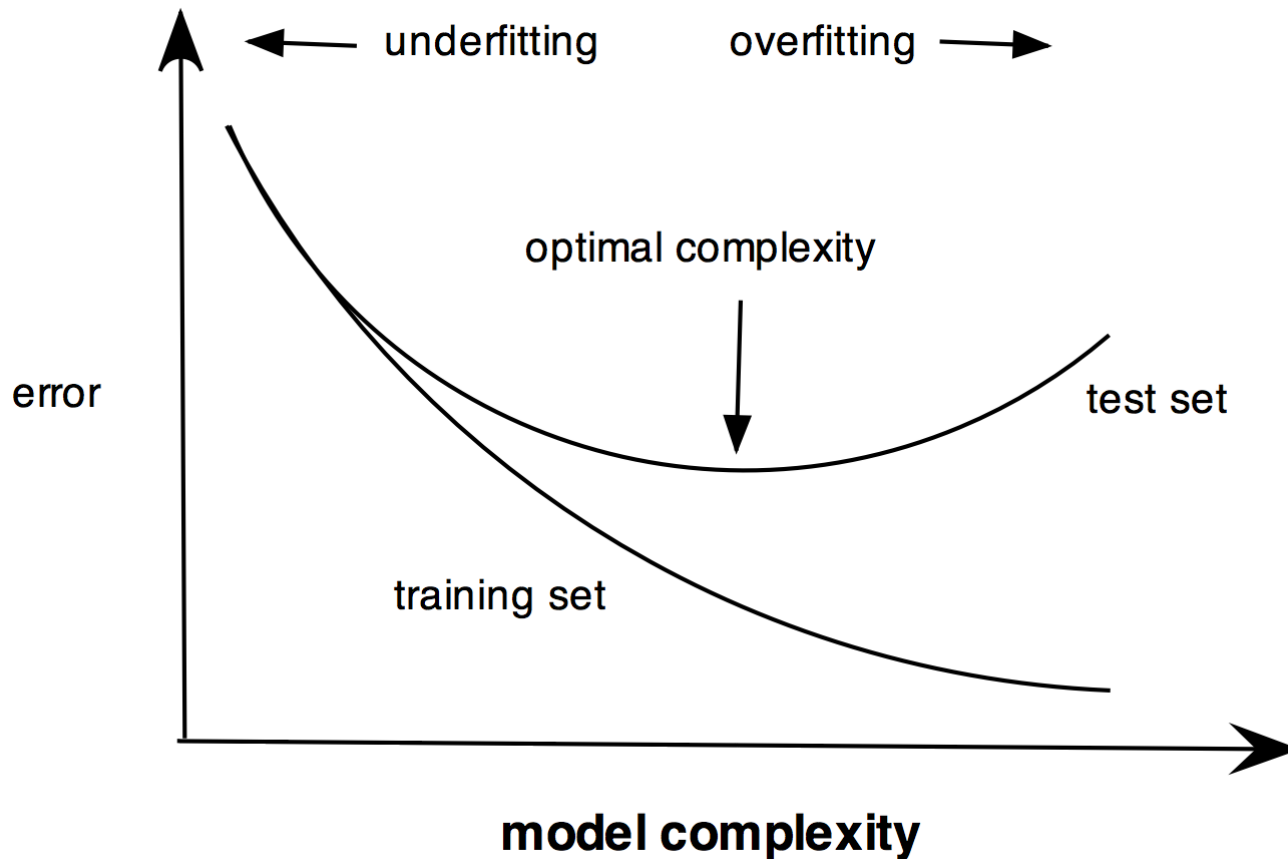 underfitting
overfitting
optimal complexity
error
test set
training set
model complexity